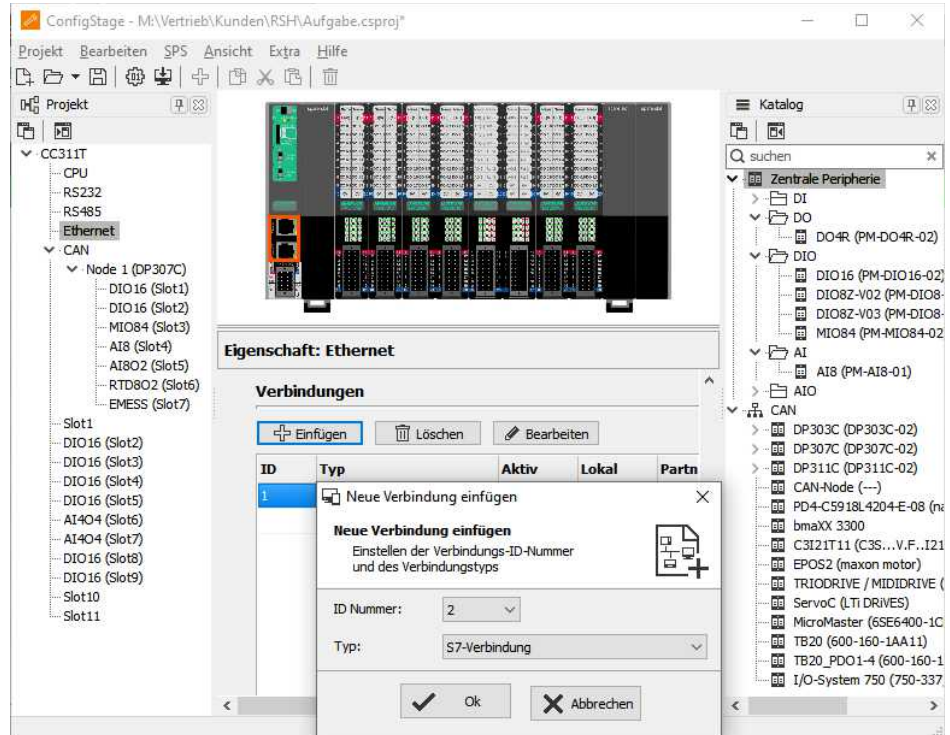 ConfigStage - M:\Vertrieb\Kunden\RSH\Aufgabe.csproj*
Projekt Bearbeiten SPS Ansicht Extra Hilfe
Projekt
CC311T
CPU
RS232
RS485
Ethernet
CAN
Node 1 (DP307C)
DIO16 (Slot1)
DIO16 (Slot2)
MIO84 (Slot3)
AI8 (Slot4)
AI8O2 (Slot5)
RTD8O2 (Slot6)
EMESS (Slot7)
Slot1
DIO16 (Slot2)
DIO16 (Slot3)
DIO16 (Slot4)
DIO16 (Slot5)
AI4O4 (Slot6)
AI4O4 (Slot7)
DIO16 (Slot8)
DIO16 (Slot9)
Slot10
Slot11
Eigenschaft: Ethernet
Verbindungen
Einfügen Löschen Bearbeiten
ID Typ Aktiv Lokal Partn
1
Neue Verbindung einfügen
Neue Verbindung einfügen
Einstellen der Verbindungs-ID-Nummer
und des Verbindungstyps
ID Nummer: 2
Typ: S7-Verbindung
Ok Abbrechen
Katalog
suchen
Zentrale Peripherie
DI
DO
DO4R (PM-DO4R-02)
DIO
DIO16 (PM-DIO16-02)
DIO8Z-V02 (PM-DIO8-
DIO8Z-V03 (PM-DIO8-
MIO84 (PM-MIO84-02
AI
AI8 (PM-AI8-01)
AIO
CAN
DP303C (DP303C-02)
DP307C (DP307C-02)
DP311C (DP311C-02)
CAN-Node (---)
PD4-C5918L4204-E-08 (na
bmaXX 3300
C3I21T11 (C3S...V.F..I21
EPOS2 (maxon motor)
TRIODRIVE / MIDIDRIVE (
ServoC (LTi DRiVES)
MicroMaster (6SE6400-1C
TB20 (600-160-1AA11)
TB20_PDO1-4 (600-160-1
I/O-System 750 (750-337